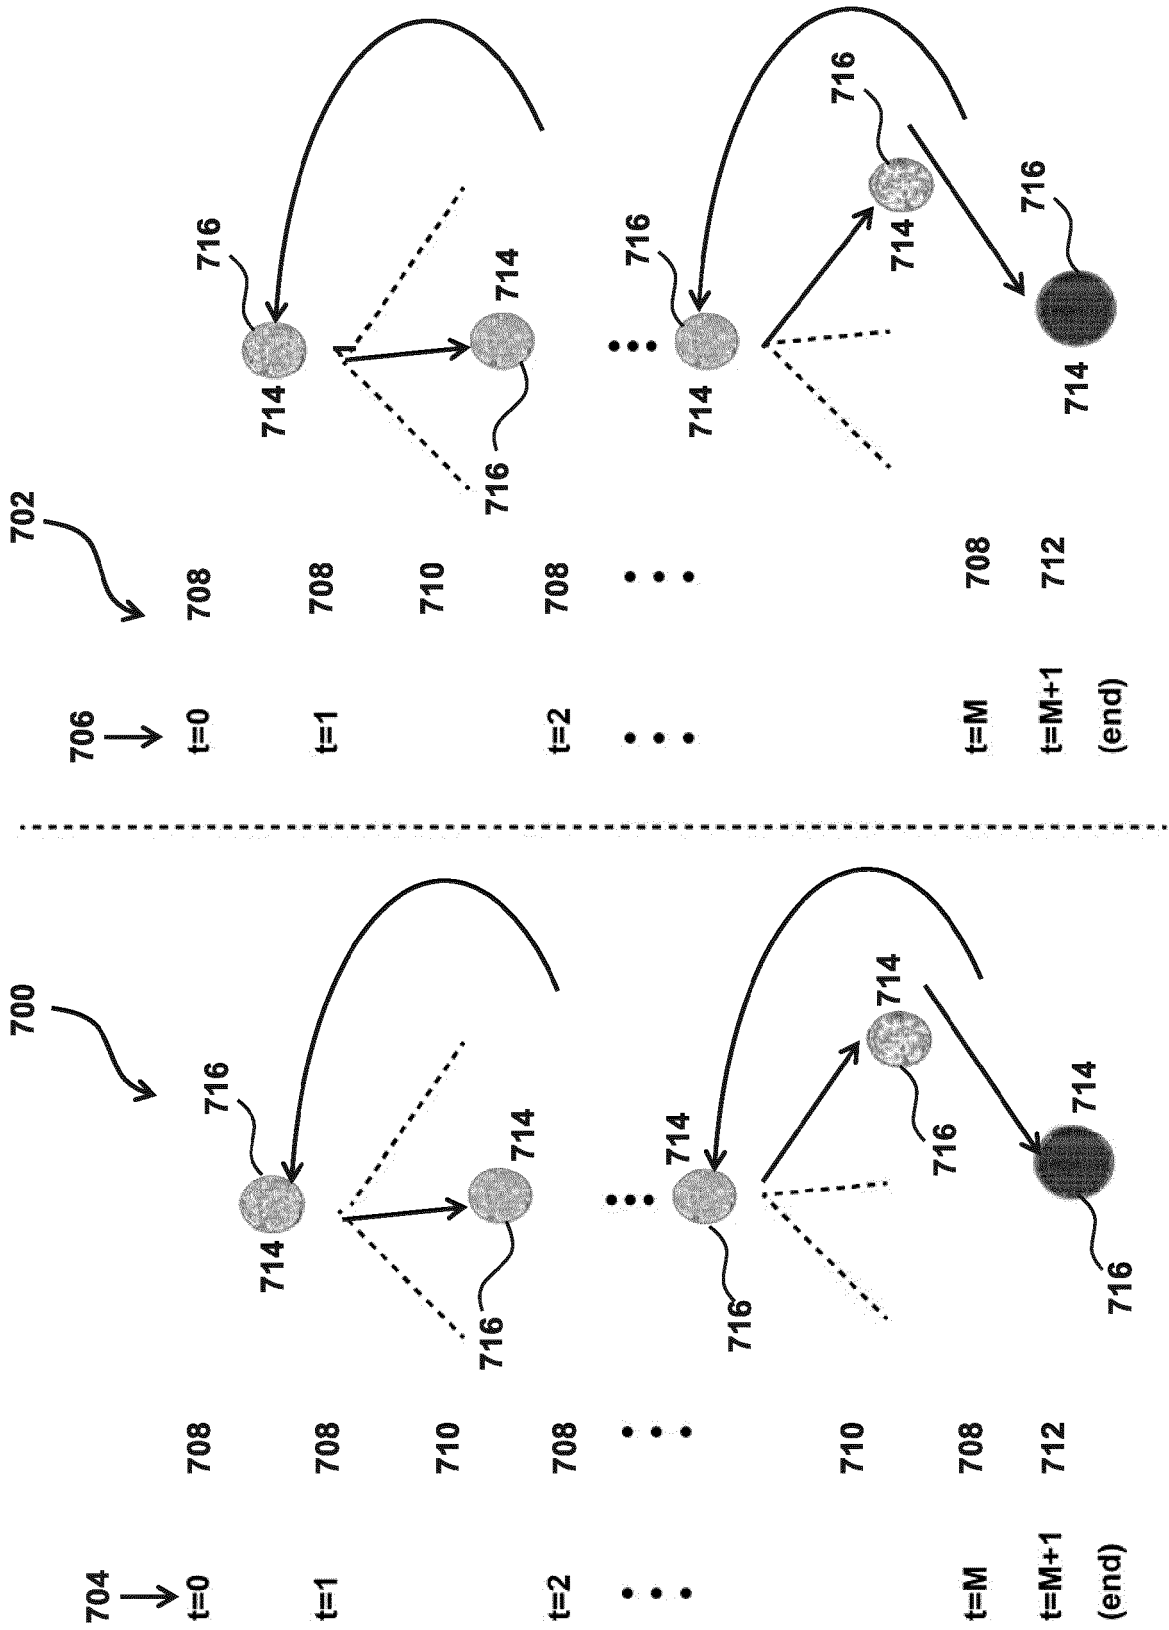 700 702
704 706
t=0 708 716 t=0 708 716
714 714
t=1 708 t=1 708
710 710
716 714 716 714
t=2 708 t=2 708
716
714 714
716
710 716
714 714
716
t=M 708 t=M 708
716
t=M+1 712 714 t=M+1 712 714
(end) 716 (end)